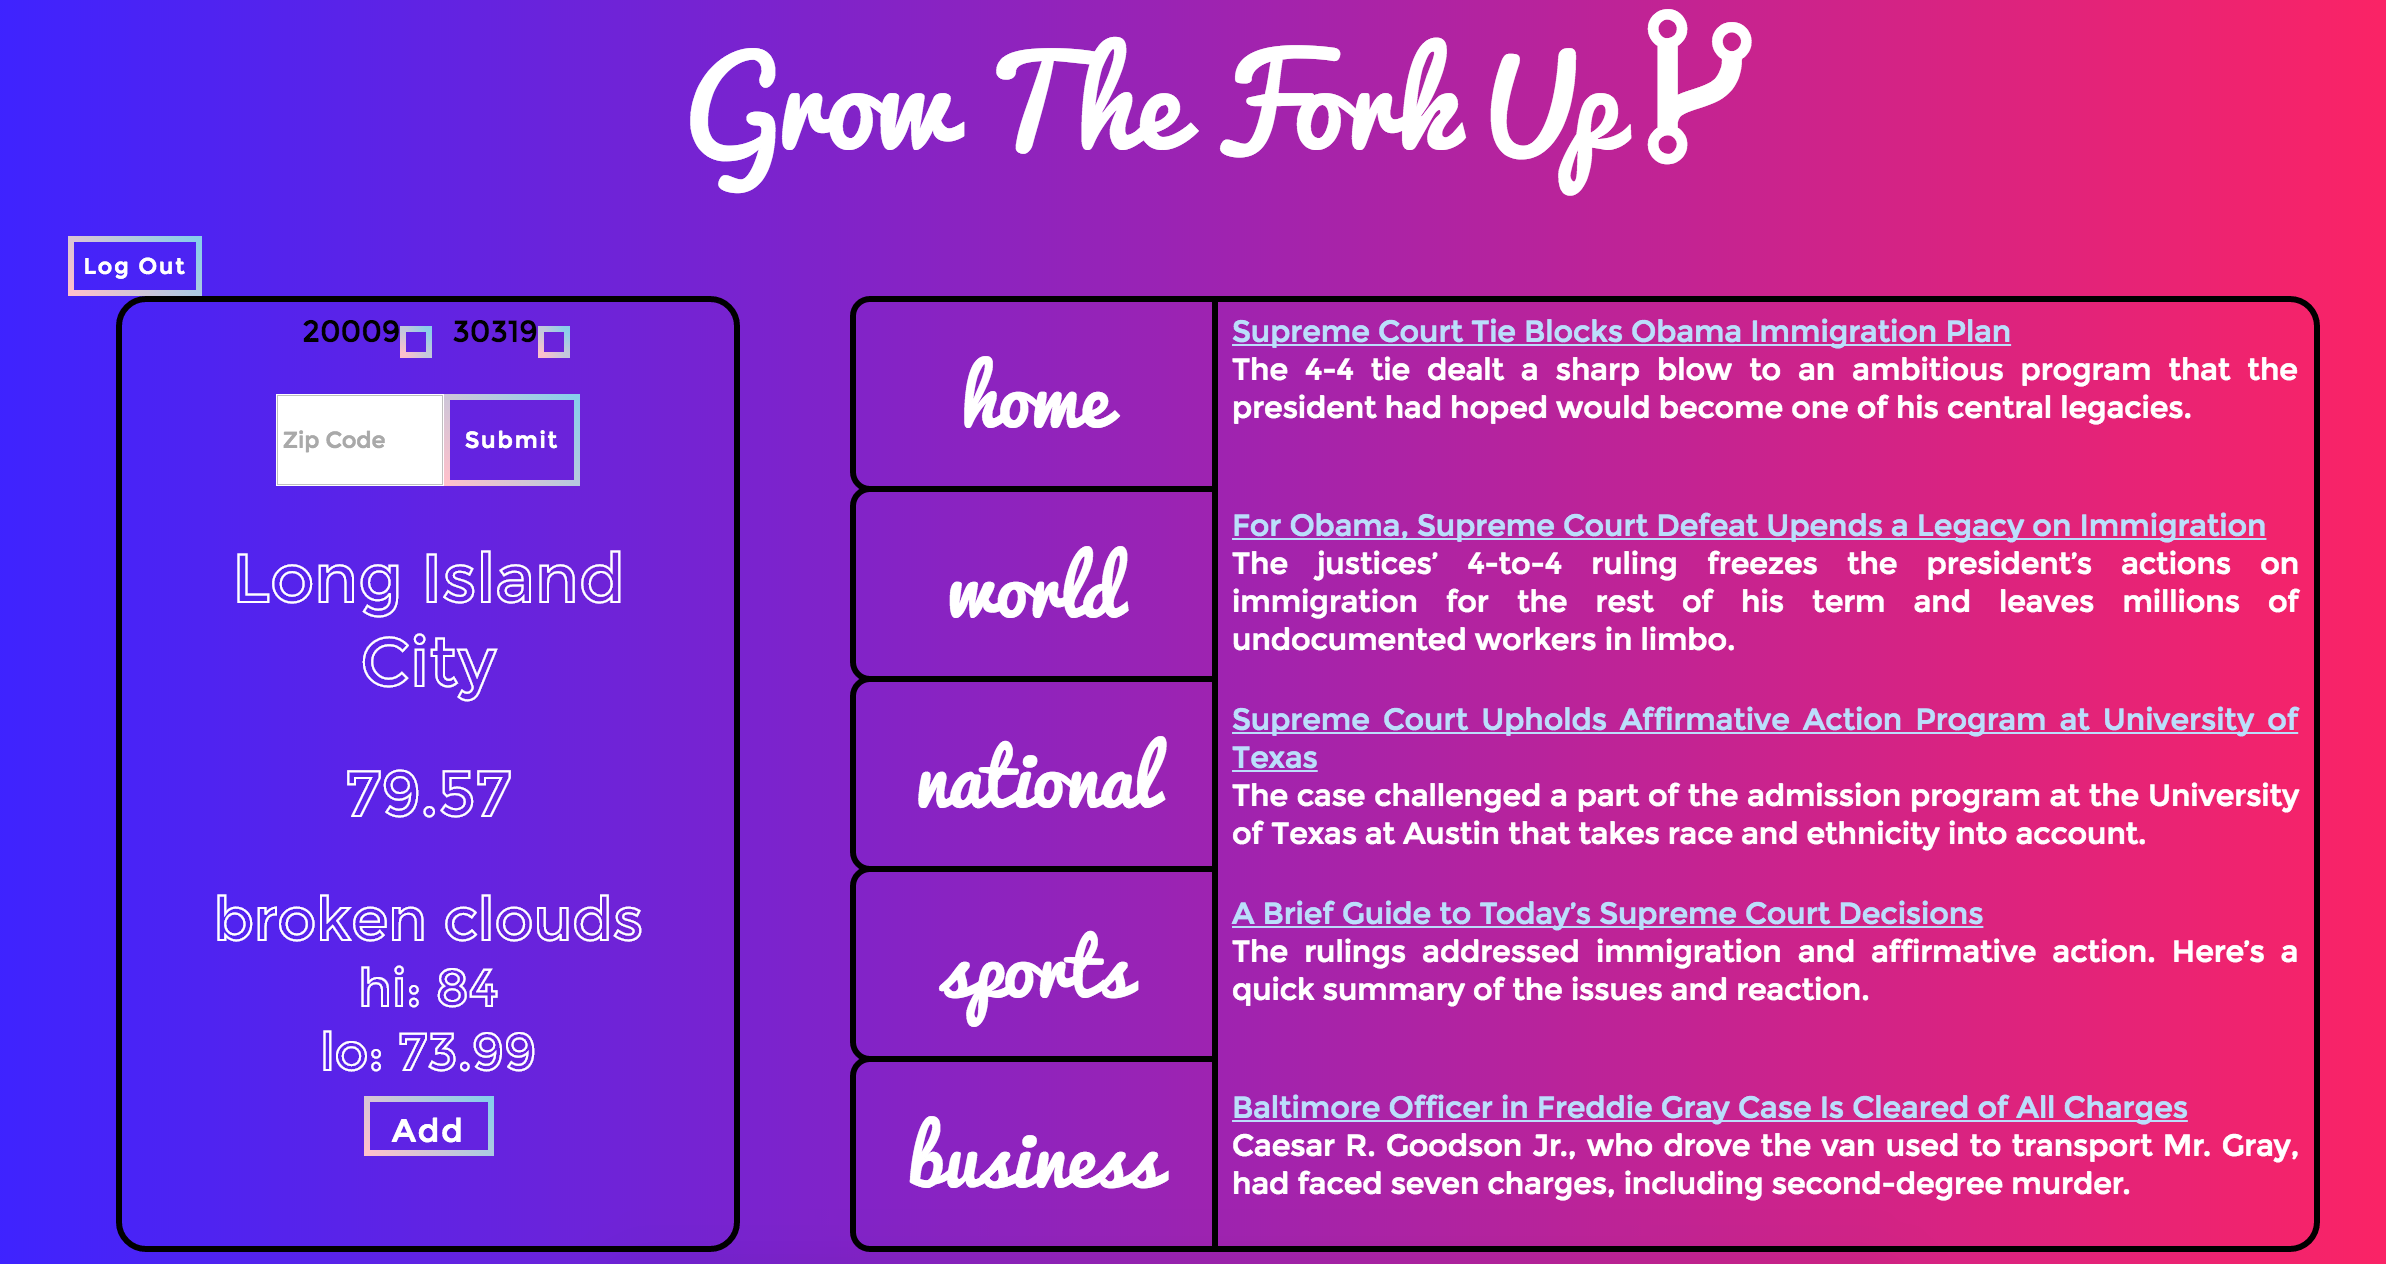 Grow The Fork Up
Log Out
20009 30319
Zip Code
Submit
Long Island
City
79.57
broken clouds
hi: 84
lo: 73.99
Add
home
world
national
sports
business
Supreme Court Tie Blocks Obama Immigration Plan
The 4-4 tie dealt a sharp blow to an ambitious program that the
president had hoped would become one of his central legacies.
For Obama, Supreme Court Defeat Upends a Legacy on Immigration
The justices’ 4-to-4 ruling freezes the president’s actions on
immigration for the rest of his term and leaves millions of
undocumented workers in limbo.
Supreme Court Upholds Affirmative Action Program at University of
Texas
The case challenged a part of the admission program at the University
of Texas at Austin that takes race and ethnicity into account.
A Brief Guide to Today’s Supreme Court Decisions
The rulings addressed immigration and affirmative action. Here’s a
quick summary of the issues and reaction.
Baltimore Officer in Freddie Gray Case Is Cleared of All Charges
Caesar R. Goodson Jr., who drove the van used to transport Mr. Gray,
had faced seven charges, including second-degree murder.